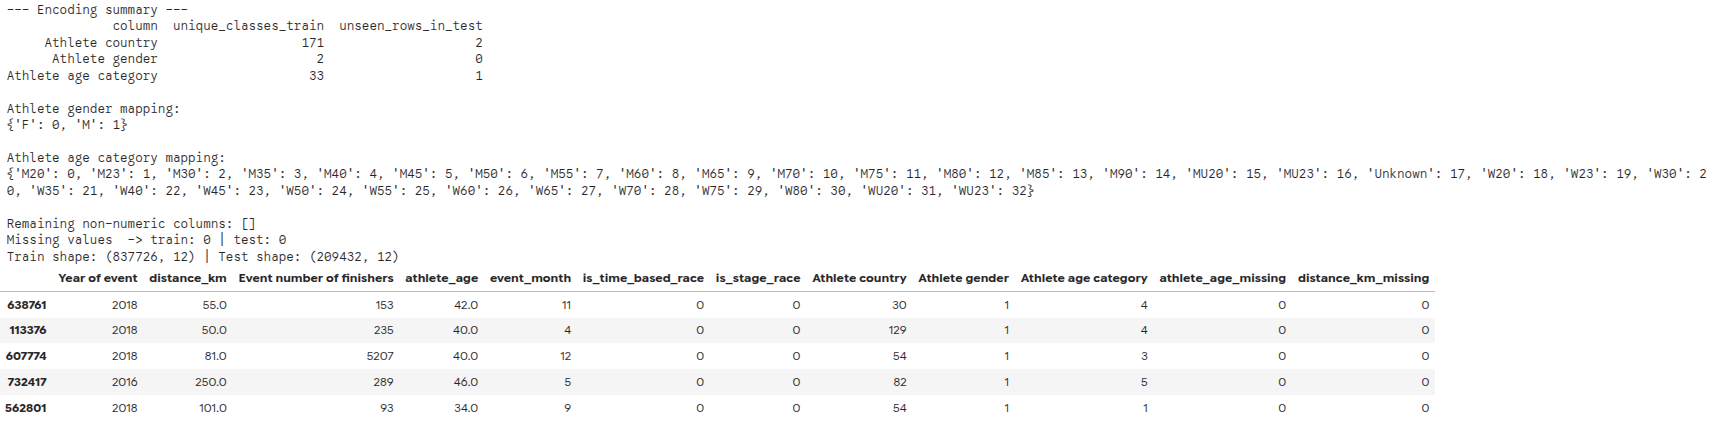 --- Encoding summary ---
column unique_classes_train unseen_rows_in_test
Athlete country 171 2
Athlete gender 2 0
Athlete age category 33 1
Athlete gender mapping:
{'F': 0, 'M': 1}
Athlete age category mapping:
{'M20': 0, 'M23': 1, 'M30': 2, 'M35': 3, 'M40': 4, 'M45': 5, 'M50': 6, 'M55': 7, 'M60': 8, 'M65': 9, 'M70': 10, 'M75': 11, 'M80': 12, 'M85': 13, 'M90': 14, 'MU20': 15, 'MU23': 16, 'Unknown': 17, 'W20': 18, 'W23': 19, 'W30': 2
0, 'W35': 21, 'W40': 22, 'W45': 23, 'W50': 24, 'W55': 25, 'W60': 26, 'W65': 27, 'W70': 28, 'W75': 29, 'W80': 30, 'WU20': 31, 'WU23': 32}
Remaining non-numeric columns: []
Missing values -> train: 0 | test: 0
Train shape: (837726, 12) | Test shape: (209432, 12)
Year of event distance_km Event number of finishers athlete_age event_month is_time_based_race is_stage_race Athlete country Athlete gender Athlete age category athlete_age_missing distance_km_missing
638761 2018 55.0 153 42.0 11 0 0 30 1 4 0 0
113376 2018 50.0 235 40.0 4 0 0 129 1 4 0 0
607774 2018 81.0 5207 40.0 12 0 0 54 1 3 0 0
732417 2016 250.0 289 46.0 5 0 0 82 1 5 0 0
562801 2018 101.0 93 34.0 9 0 0 54 1 1 0 0